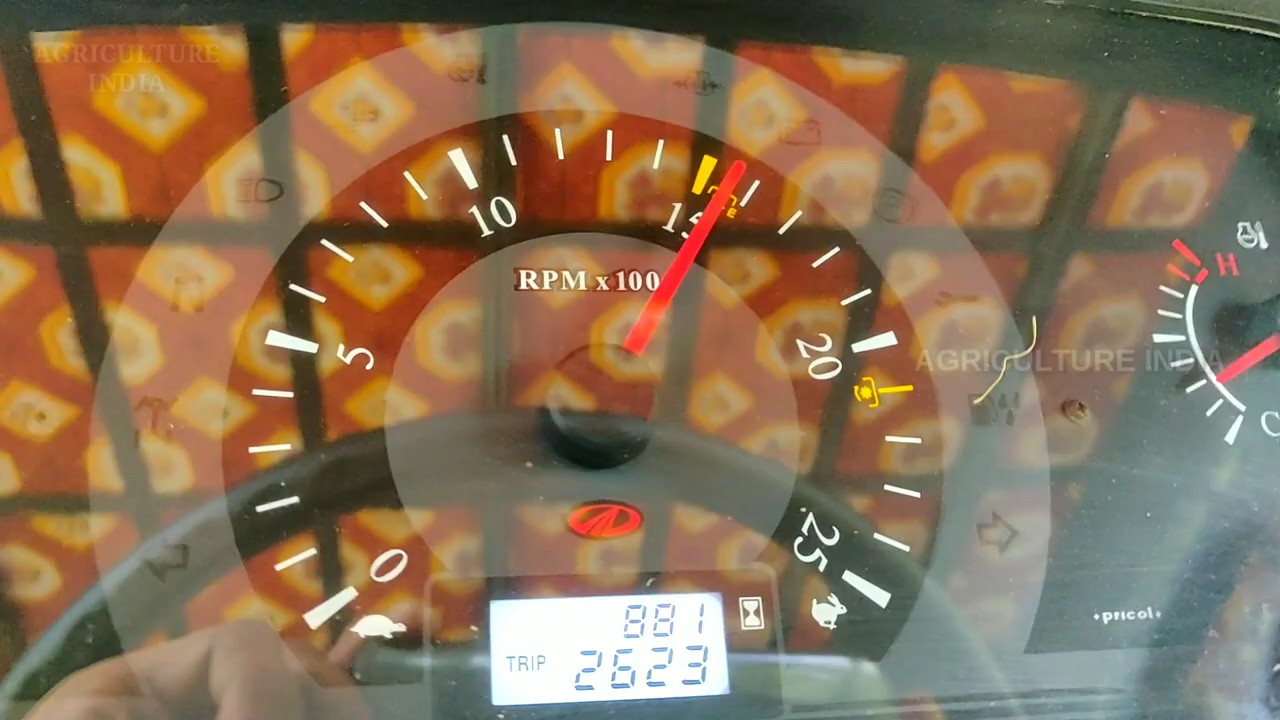 AGRICULTURE
INDIA
10
15
E
RPM x 100
5
20
H
AGRICULTURE INDIA
C
0
25
881
TRIP 2623
pricol